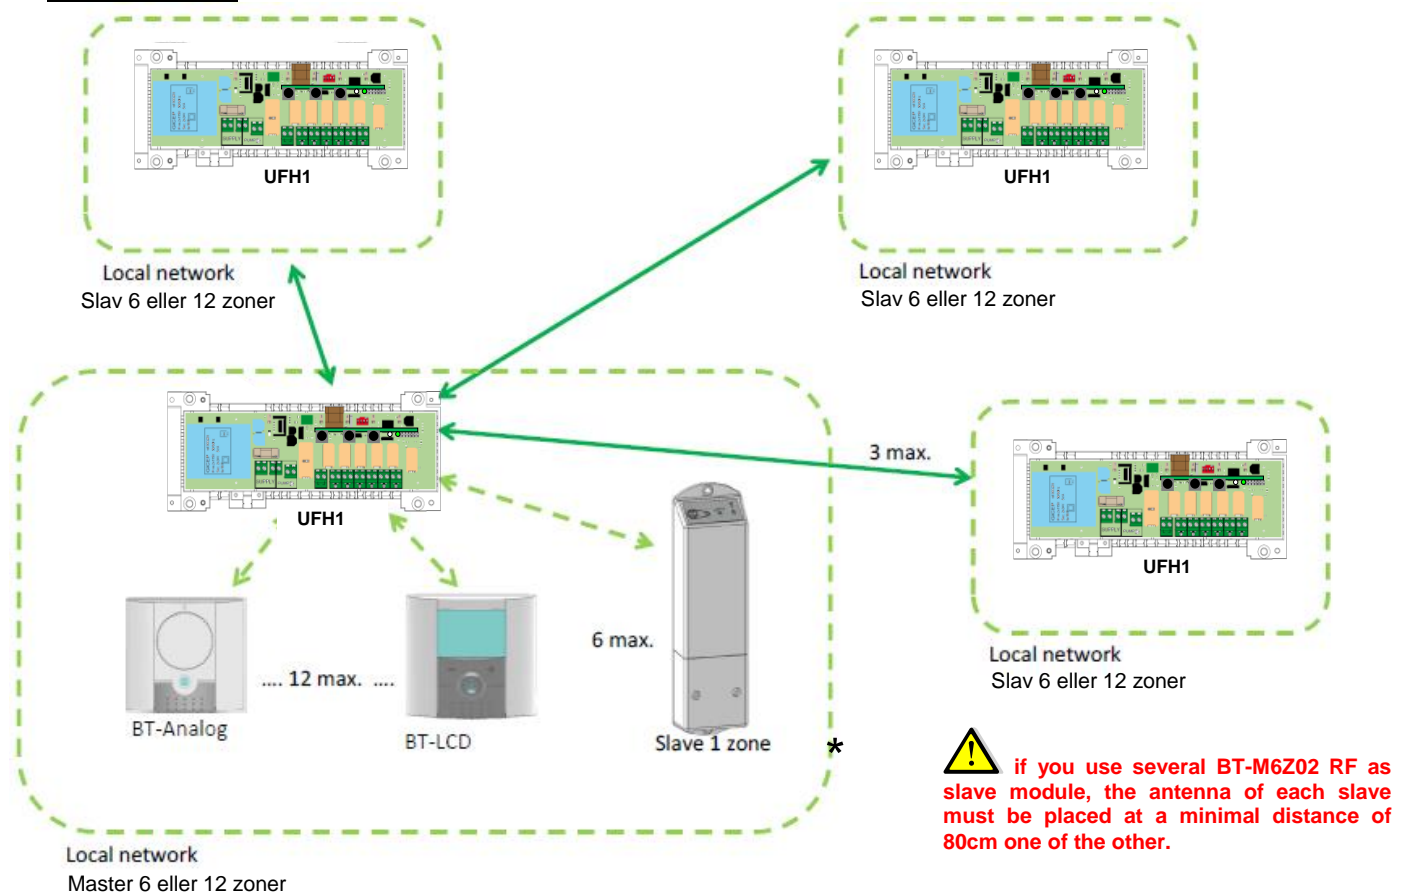 UFH1
Local network
Slav 6 eller 12 zoner
UFH1
Local network
Slav 6 eller 12 zoner
UFH1
3 max.
UFH1
Local network
Slav 6 eller 12 zoner
6 max.
.... 12 max. ....
BT-Analog
BT-LCD
Slave 1 zone
*
Local network
Master 6 eller 12 zoner
! if you use several BT-M6Z02 RF as
slave module, the antenna of each slave
must be placed at a minimal distance of
80cm one of the other.